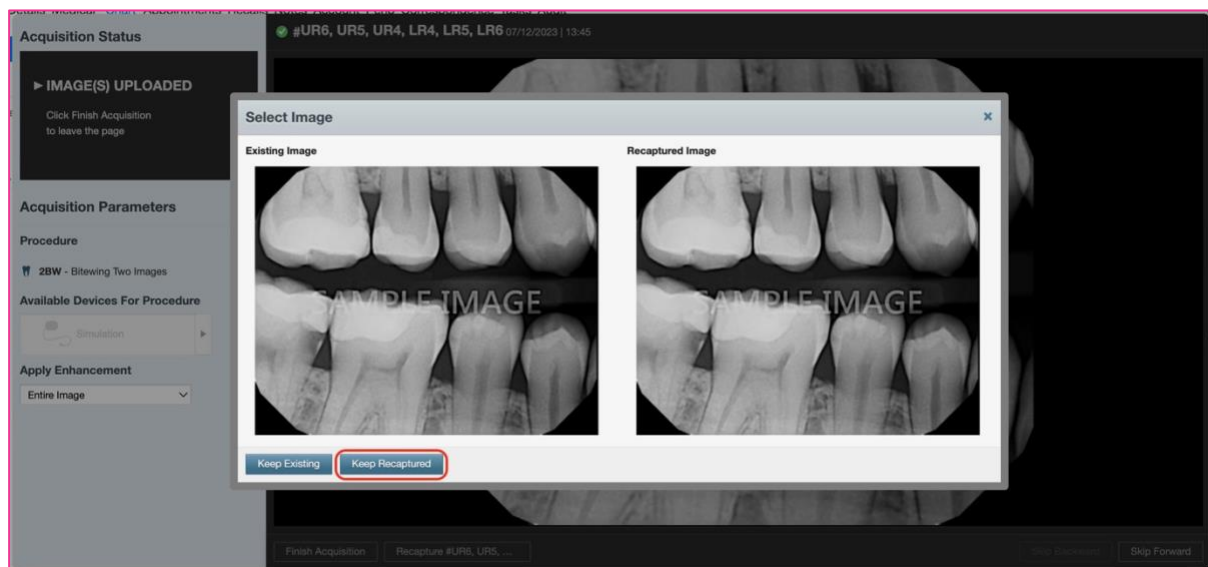 Acquisition Status
#UR6, UR5, UR4, LR4, LR5, LR6 07/12/2023 | 13:45
IMAGE(S) UPLOADED
Click Finish Acquisition
to leave the page
Acquisition Parameters
Procedure
2BW - Bitewing Two Images
Available Devices For Procedure
Simulation
Apply Enhancement
Entire Image
Select Image
×
Existing Image
Recaptured Image
SAMPLE IMAGE
SAMPLE IMAGE
Keep Existing
Keep Recaptured
Finish Acquisition
Recapture #UR6, UR5, ...
Skip Backward
Skip Forward